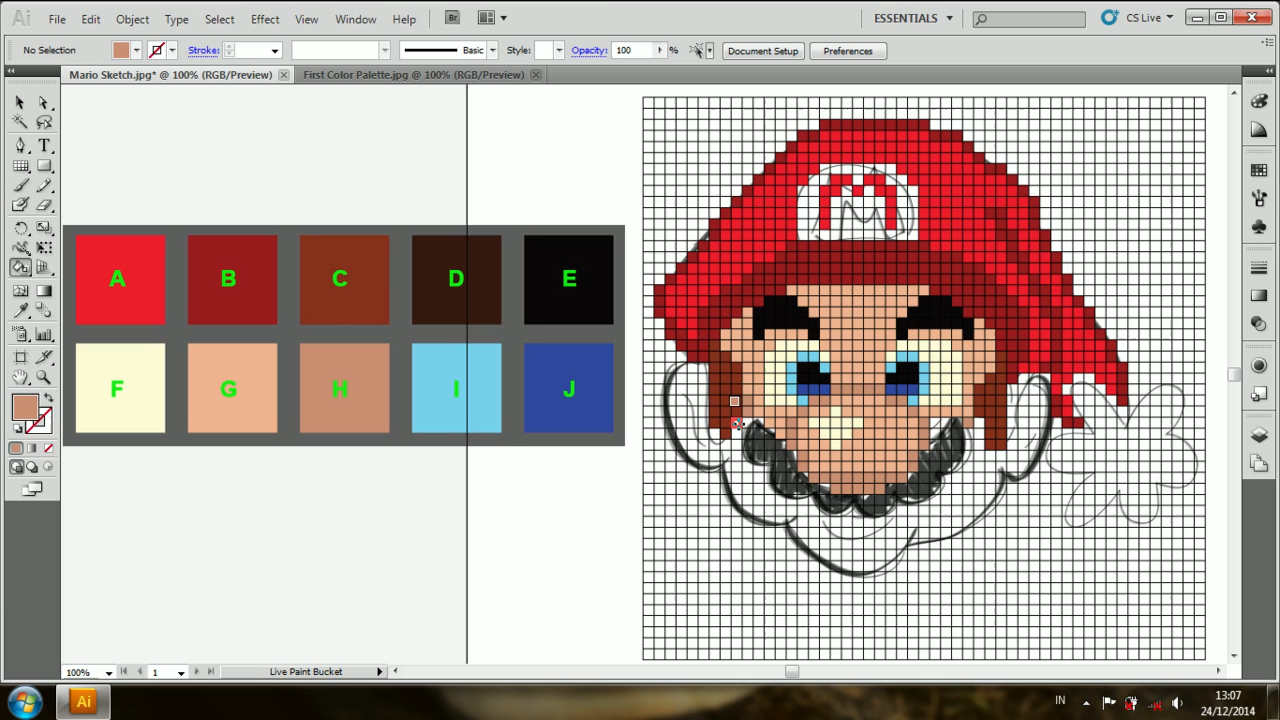 Ai File Edit Object Type Select Effect View Window Help Br ESSENTIALS CS Live
No Selection Stroke: Basic Style: Opacity: 100 % Document Setup Preferences
Mario Sketch.jpg* @ 100% (RGB/Preview) First Color Palette.jpg @ 100% (RGB/Preview)
A B C D E
F G H I J
M
100% 1 Live Paint Bucket
Ai IN 13:07
24/12/2014